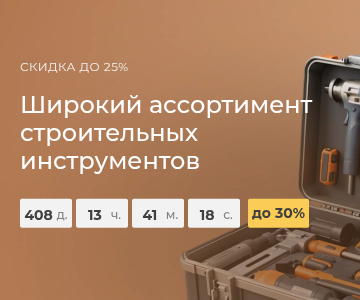 СКИДКА ДО 25%
Широкий ассортимент
строительных
инструментов
408 д. 13 ч. 41 м. 18 с. до 30%